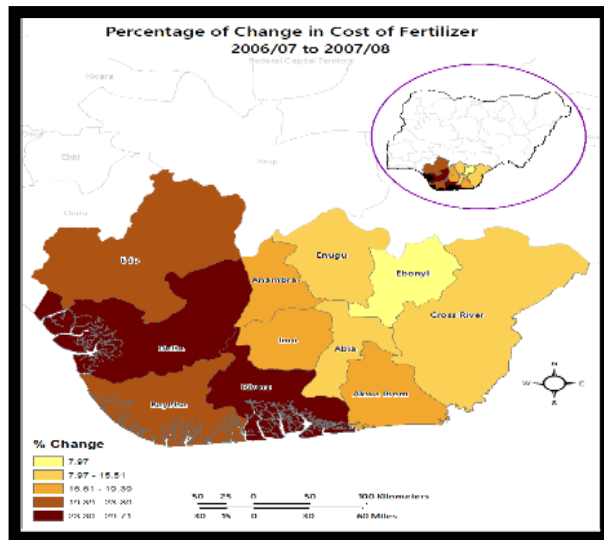 Percentage of Change in Cost of Fertilizer
2006/07 to 2007/08
Federal Capital Territory
Kwara
Ekiti
Kogi
Ondo
Edo
Enugu
Ebonyi
Anambra
Cross River
Delta
Imo
Abia
Rivers
Akwa Ibom
Bayelsa
N
W E
S
% Change
7.97
7.97 - 15.51
50 25 0 50 100 Kilometers
30 15 0 30 60 Miles